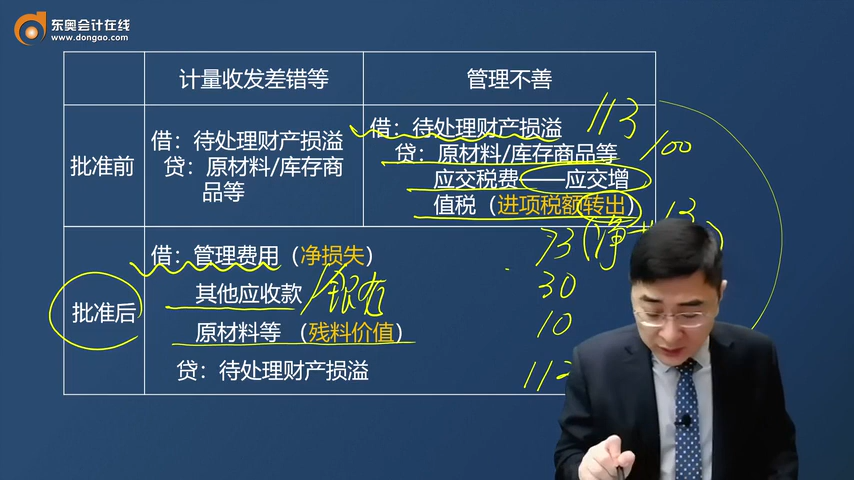 东奥会计在线
www.dongao.com
计量收发差错等
管理不善
批准前
借：待处理财产损溢
贷：原材料/库存商
品等
借：待处理财产损溢
113
贷：原材料/库存商品等
100
应交税费——应交增
值税（进项税额转出）
13
批准后
借：管理费用（净损失）
73
其他应收款
/银存
30
原材料等（残料价值）
10
贷：待处理财产损溢